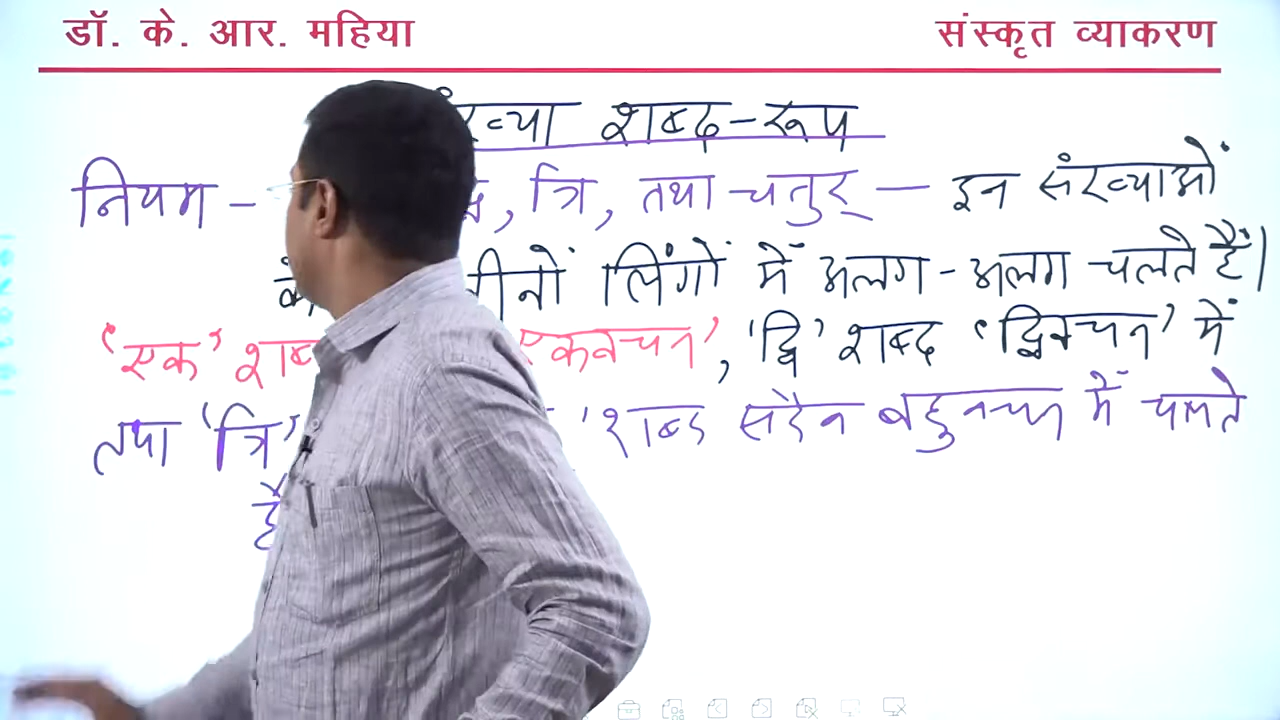 डॉ. के. आर. महिया
संस्कृत व्याकरण
शब्द-रूप
नियम - , त्रि, तथा चतुर् — इन संख्याओं
लिंगों में अलग-अलग चलते हैं।
'एक' एकवचन', 'द्वि' शब्द 'द्विवचन' में
तथा 'त्रि' 'शब्द सदैव बहुवचन में चलते